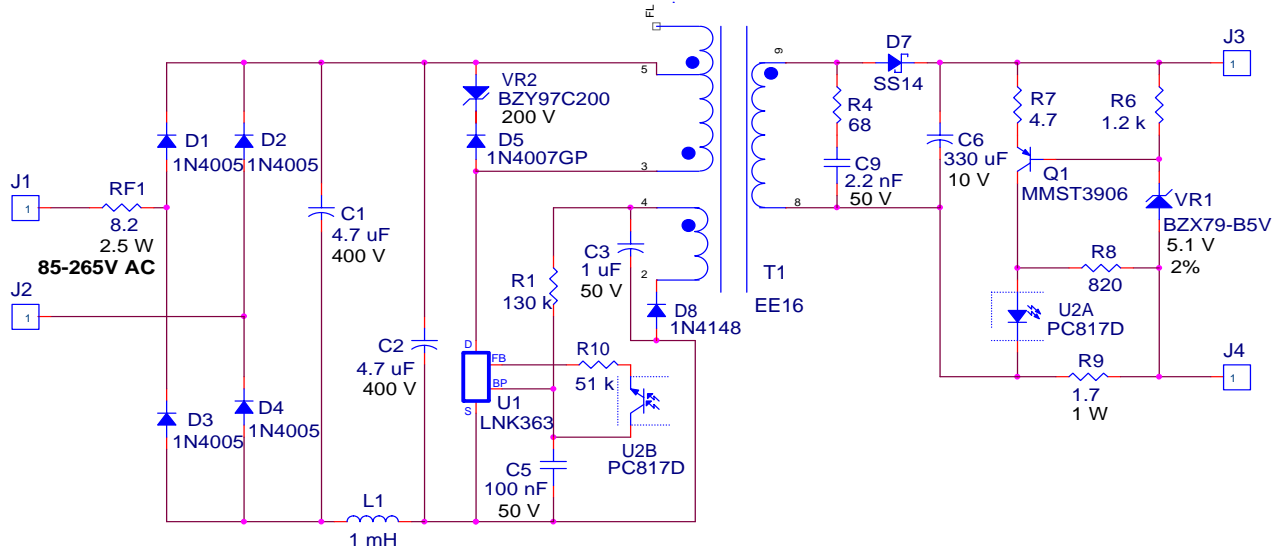 FL
J1
1
RF1
8.2
2.5 W
85-265V AC
J2
1
D1
1N4005
D2
1N4005
D3
1N4005
D4
1N4005
C1
4.7 uF
400 V
L1
1 mH
C2
4.7 uF
400 V
VR2
BZY97C200
200 V
D5
1N4007GP
5
3
4
2
R1
130 k
C3
1 uF
50 V
D8
1N4148
D
FB
BP
S
U1
LNK363
R10
51 k
U2B
PC817D
C5
100 nF
50 V
T1
EE16
9
8
D7
SS14
R4
68
C9
2.2 nF
50 V
C6
330 uF
10 V
R7
4.7
Q1
MMST3906
R6
1.2 k
VR1
BZX79-B5V
5.1 V
2%
R8
820
U2A
PC817D
R9
1.7
1 W
J3
1
J4
1